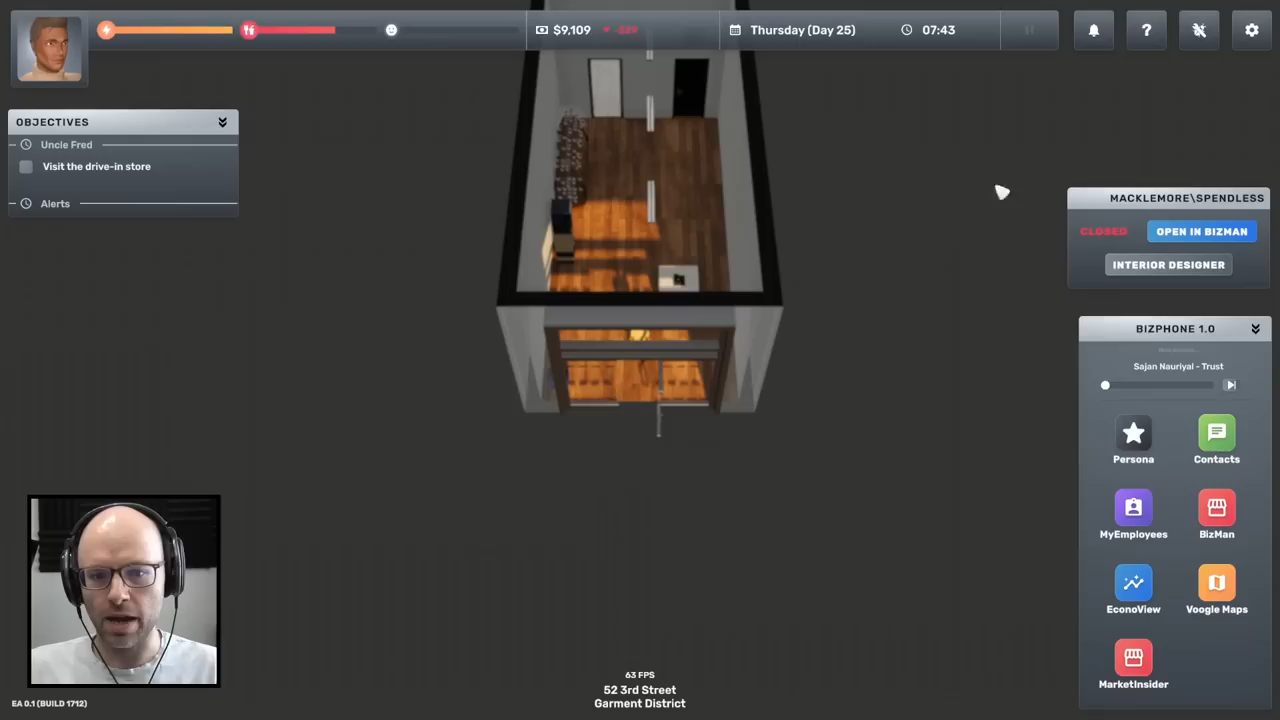 $9,109
-$29
Thursday (Day 25)
07:43
OBJECTIVES
Uncle Fred
Visit the drive-in store
Alerts
MACKLEMORE\SPENDLESS
CLOSED
OPEN IN BIZMAN
INTERIOR DESIGNER
BIZPHONE 1.0
Sajan Nauriyal - Trust
Persona
Contacts
MyEmployees
BizMan
EconoView
Voogle Maps
MarketInsider
63 FPS
52 3rd Street
Garment District
EA 0.1 (BUILD 1712)